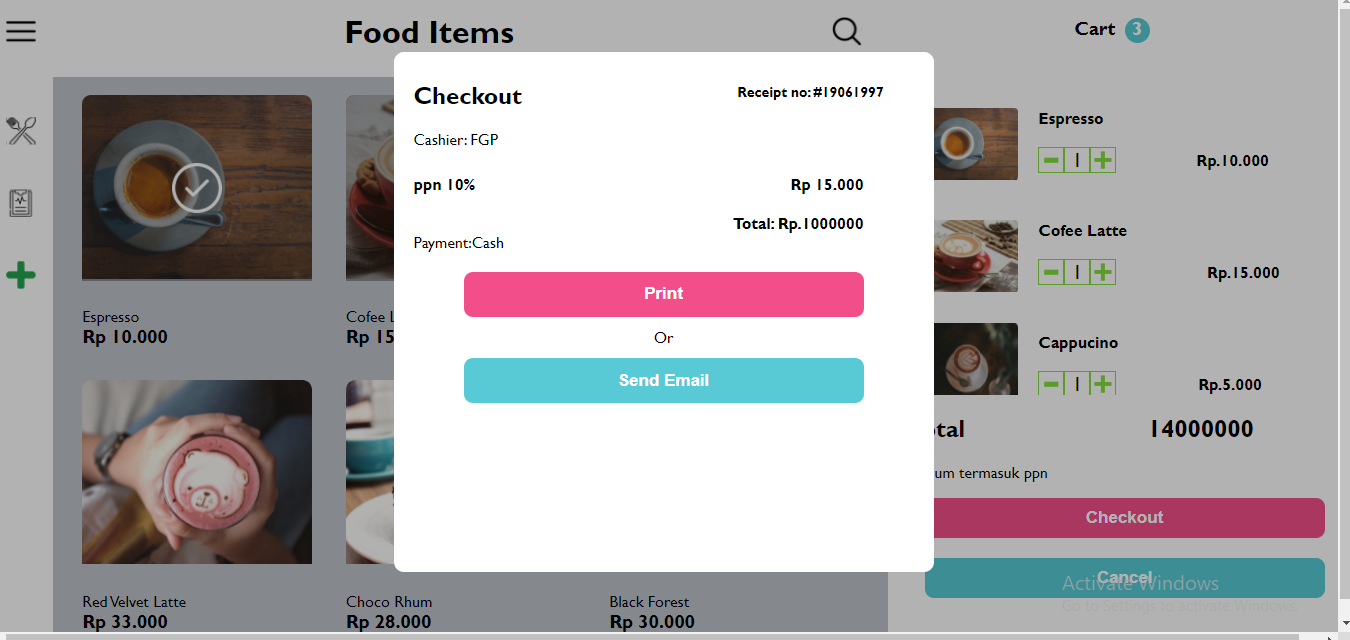 Food Items
Cart 3
Checkout
Receipt no: #19061997
Cashier: FGP
ppn 10%
Rp 15.000
Total: Rp.1000000
Payment:Cash
Print
Or
Send Email
Espresso
Rp 10.000
Cofee L
Rp 15
Red Velvet Latte
Rp 33.000
Choco Rhum
Rp 28.000
Black Forest
Rp 30.000
Espresso
1
Rp.10.000
Cofee Latte
1
Rp.15.000
Cappucino
1
Rp.5.000
tal
14000000
um termasuk ppn
Checkout
Cancel
Activate Windows
Go to Settings to activate Windows.